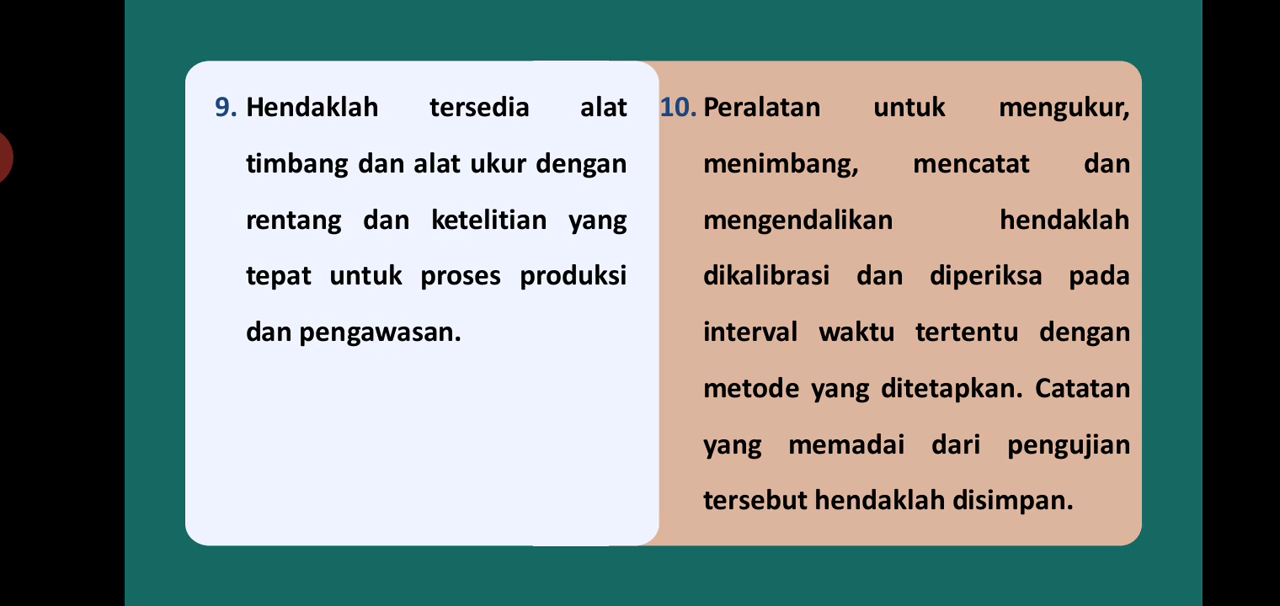 9. Hendaklah tersedia alat
timbang dan alat ukur dengan
rentang dan ketelitian yang
tepat untuk proses produksi
dan pengawasan.
10. Peralatan untuk mengukur,
menimbang, mencatat dan
mengendalikan hendaklah
dikalibrasi dan diperiksa pada
interval waktu tertentu dengan
metode yang ditetapkan. Catatan
yang memadai dari pengujian
tersebut hendaklah disimpan.